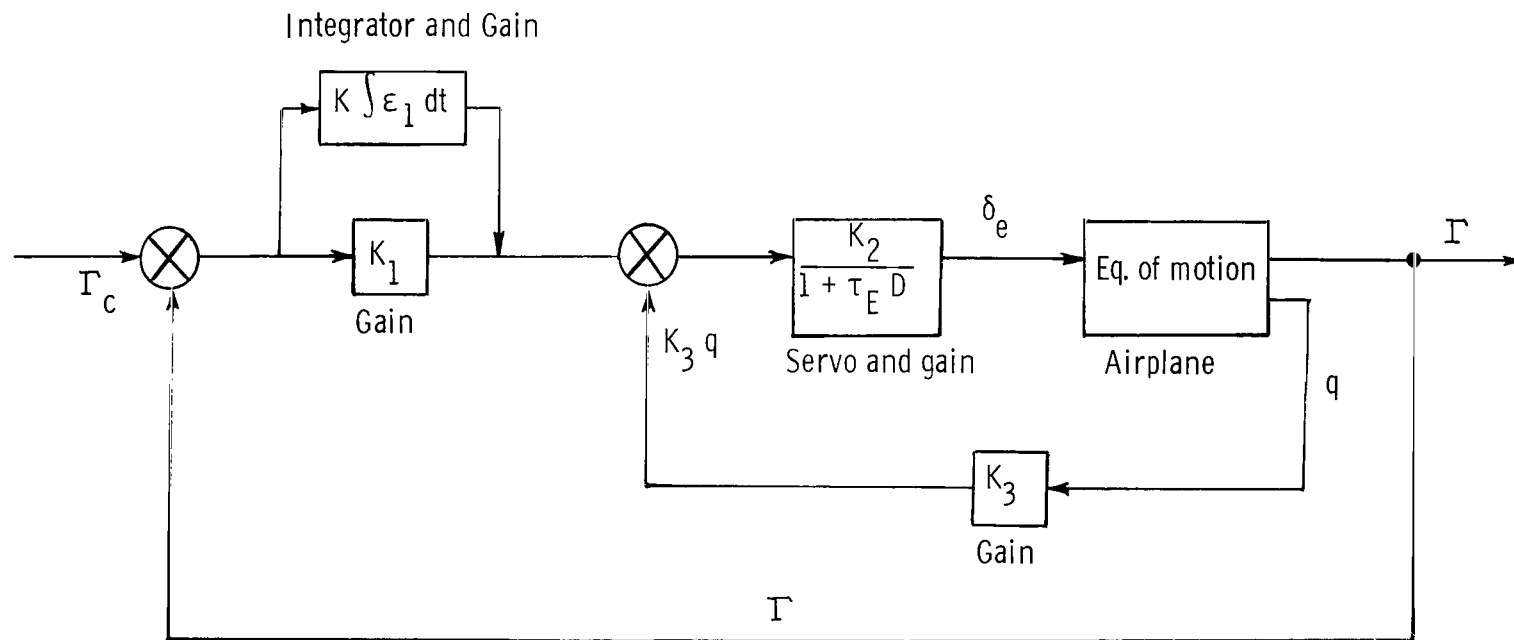 Integrator and Gain
K ∫ ε₁ dt
Γc
K₁
Gain
K₃ q
K₂
1 + τE D
Servo and gain
δe
Eq. of motion
Airplane
Γ
q
K₃
Gain
Γ